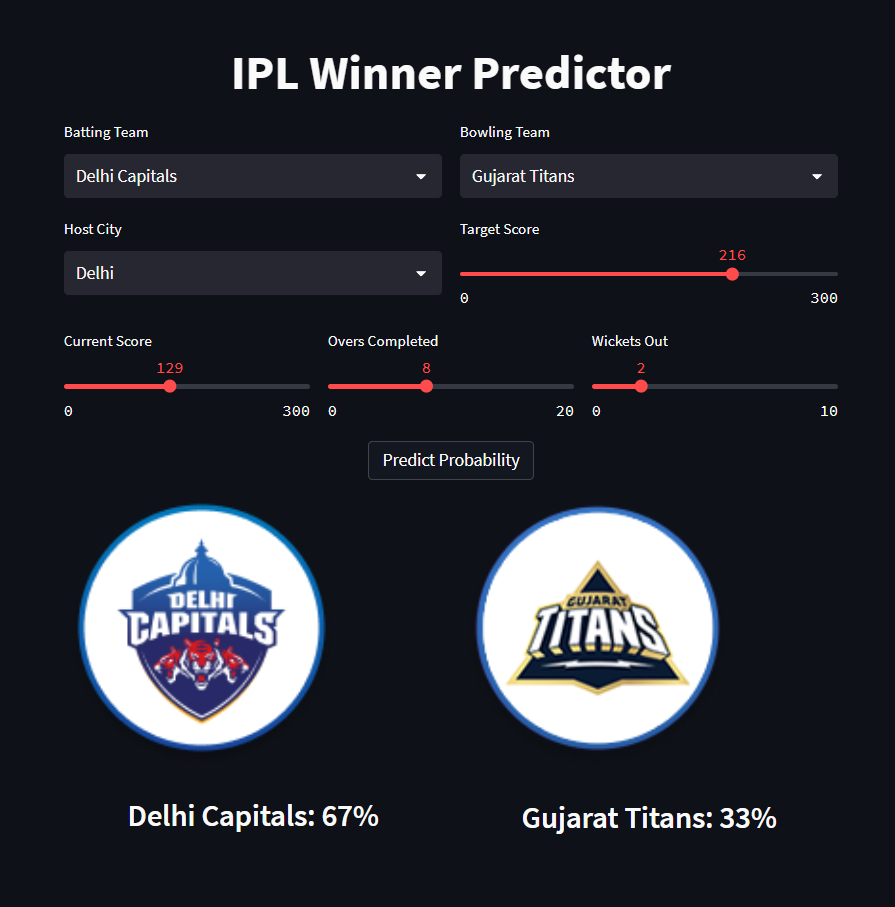 IPL Winner Predictor
Batting Team
Bowling Team
Delhi Capitals
Gujarat Titans
Host City
Target Score
Delhi
216
0
300
Current Score
Overs Completed
Wickets Out
129
8
2
0
300
0
20
0
10
Predict Probability
DELHI
CAPITALS
GUJARAT
TITANS
Delhi Capitals: 67%
Gujarat Titans: 33%